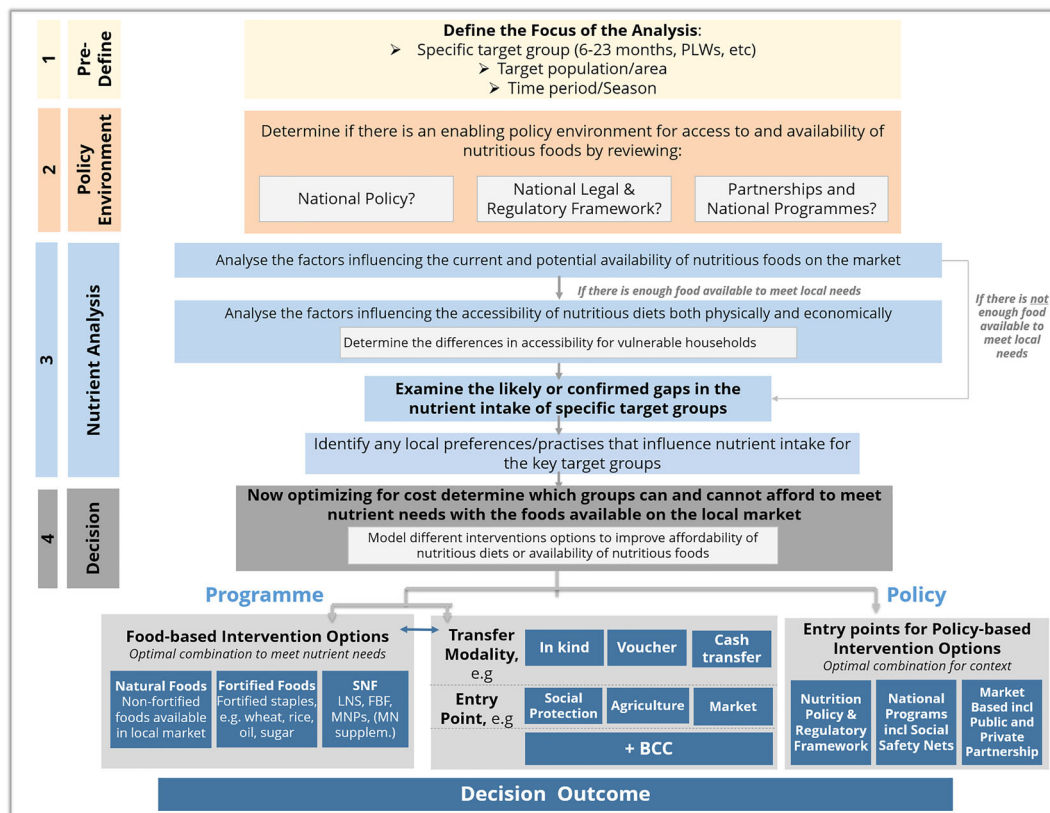 1
Pre-
Define
Define the Focus of the Analysis:
➢ Specific target group (6-23 months, PLWs, etc)
➢ Target population/area
➢ Time period/Season
2
Policy
Environment
Determine if there is an enabling policy environment for access to and availability of
nutritious foods by reviewing:
National Policy?
National Legal &
Regulatory Framework?
Partnerships and
National Programmes?
3
Nutrient Analysis
Analyse the factors influencing the current and potential availability of nutritious foods on the market
If there is enough food available to meet local needs
If there is not
enough food
available to
meet local
needs
Analyse the factors influencing the accessibility of nutritious diets both physically and economically
Determine the differences in accessibility for vulnerable households
Examine the likely or confirmed gaps in the
nutrient intake of specific target groups
Identify any local preferences/practises that influence nutrient intake for
the key target groups
4
Decision
Now optimizing for cost determine which groups can and cannot afford to meet
nutrient needs with the foods available on the local market
Model different interventions options to improve affordability of
nutritious diets or availability of nutritious foods
Programme
Policy
Food-based Intervention Options
Optimal combination to meet nutrient needs
Natural Foods
Non-fortified
foods available
in local market
Fortified Foods
Fortified staples,
e.g. wheat, rice,
oil, sugar
SNF
LNS, FBF,
MNPs, (MN
supplem.)
Transfer
Modality,
e.g
In kind
Voucher
Cash
transfer
Entry
Point, e.g
Social
Protection
Agriculture
Market
+ BCC
Entry points for Policy-based
Intervention Options
Optimal combination for context
Nutrition
Policy &
Regulatory
Framework
National
Programs
incl Social
Safety Nets
Market
Based incl
Public and
Private
Partnership
Decision Outcome